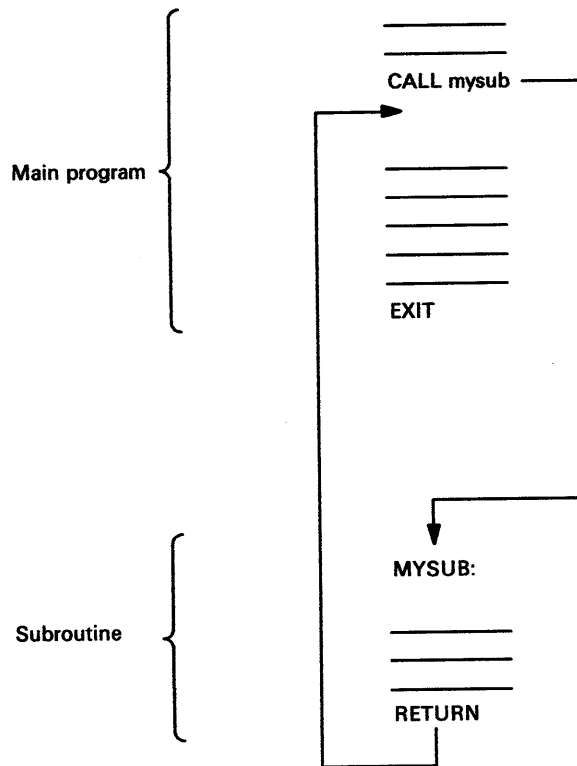 CALL mysub
Main program
EXIT
MYSUB:
Subroutine
RETURN